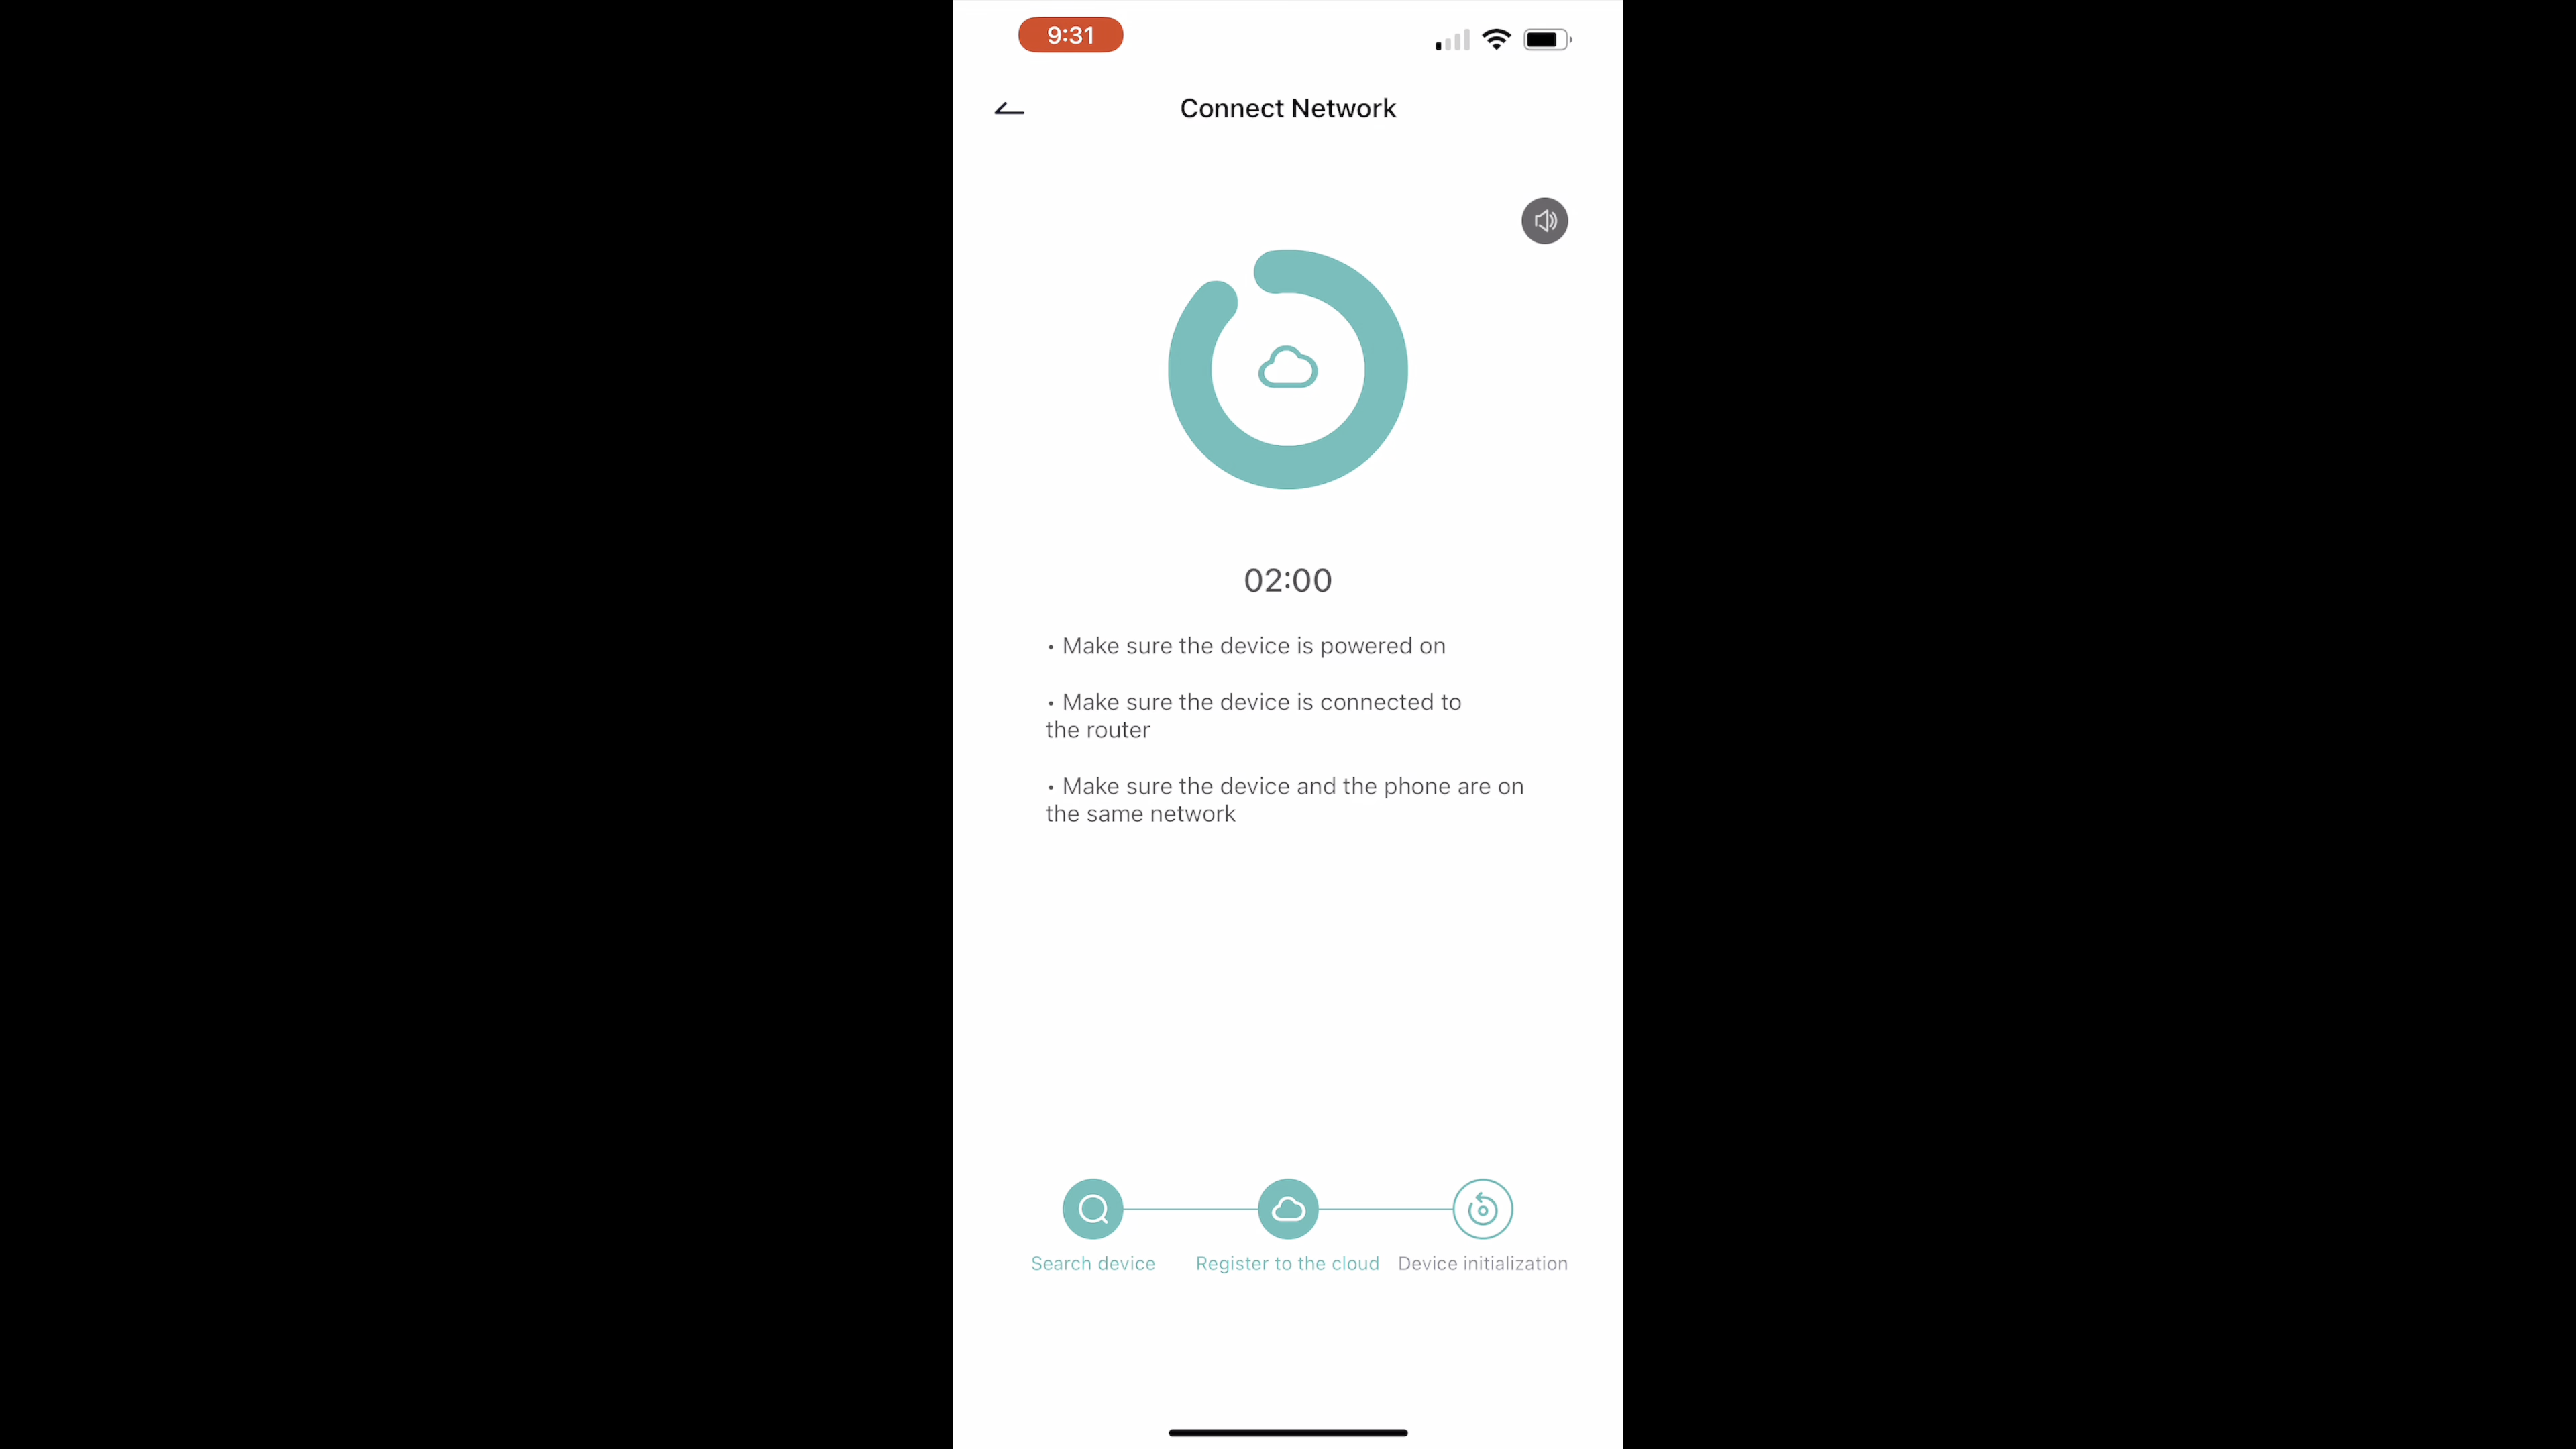 9:31
Connect Network
02:00
• Make sure the device is powered on
• Make sure the device is connected to
the router
• Make sure the device and the phone are on
the same network
Search device
Register to the cloud
Device initialization